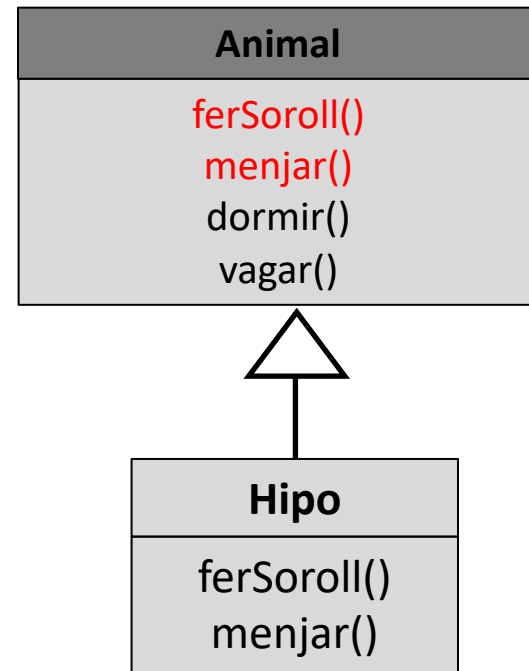 Animal
ferSoroll()
menjar()
dormir()
vagar()
Hipo
ferSoroll()
menjar()